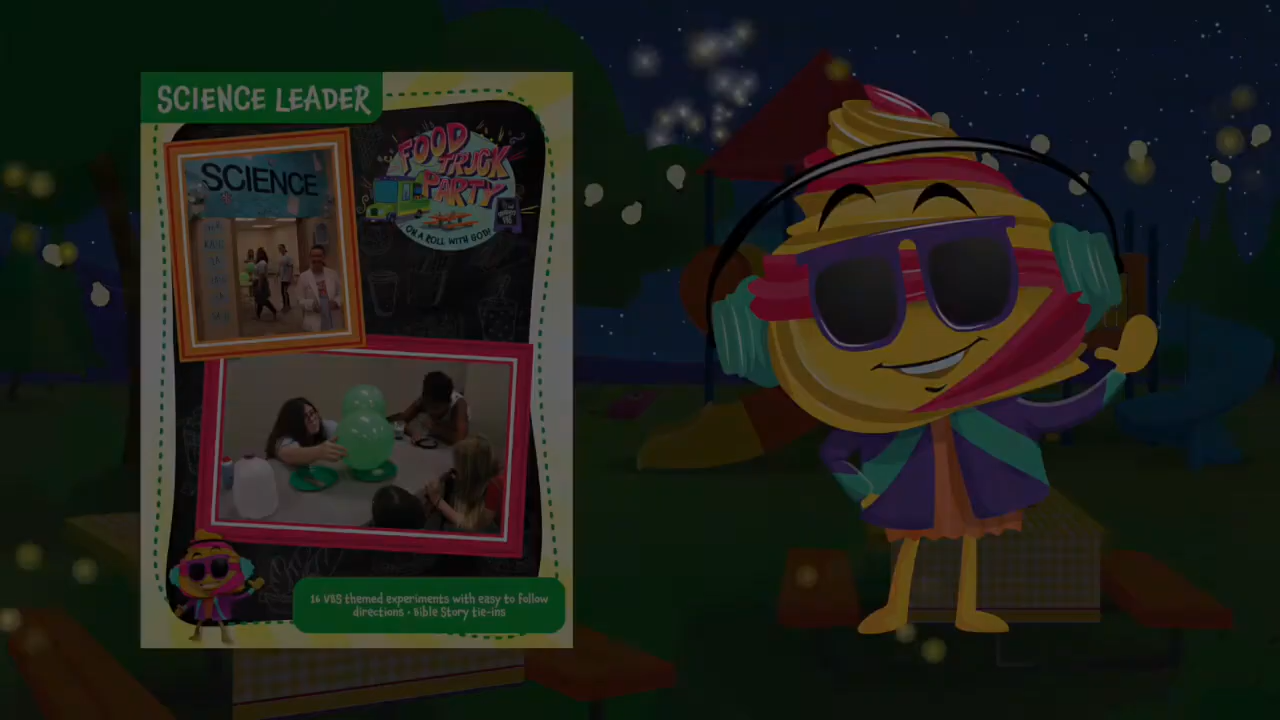 SCIENCE LEADER
SCIENCE
FOOD
TRUCK
PARTY
ON A ROLL WITH GOD!
16 VBS themed experiments with easy to follow
directions • Bible Story tie-ins